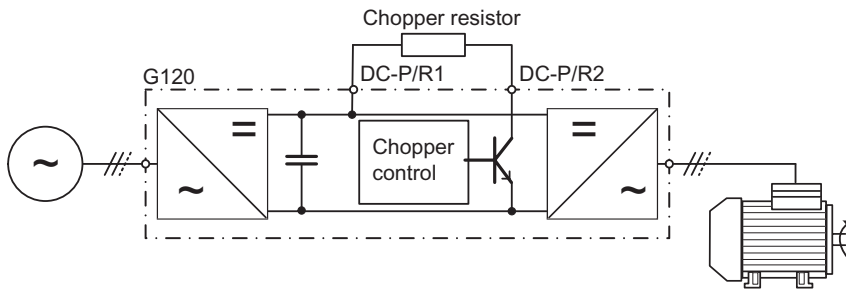 Chopper resistor
G120
DC-P/R1
DC-P/R2
=
=
Chopper
control
~
~
~